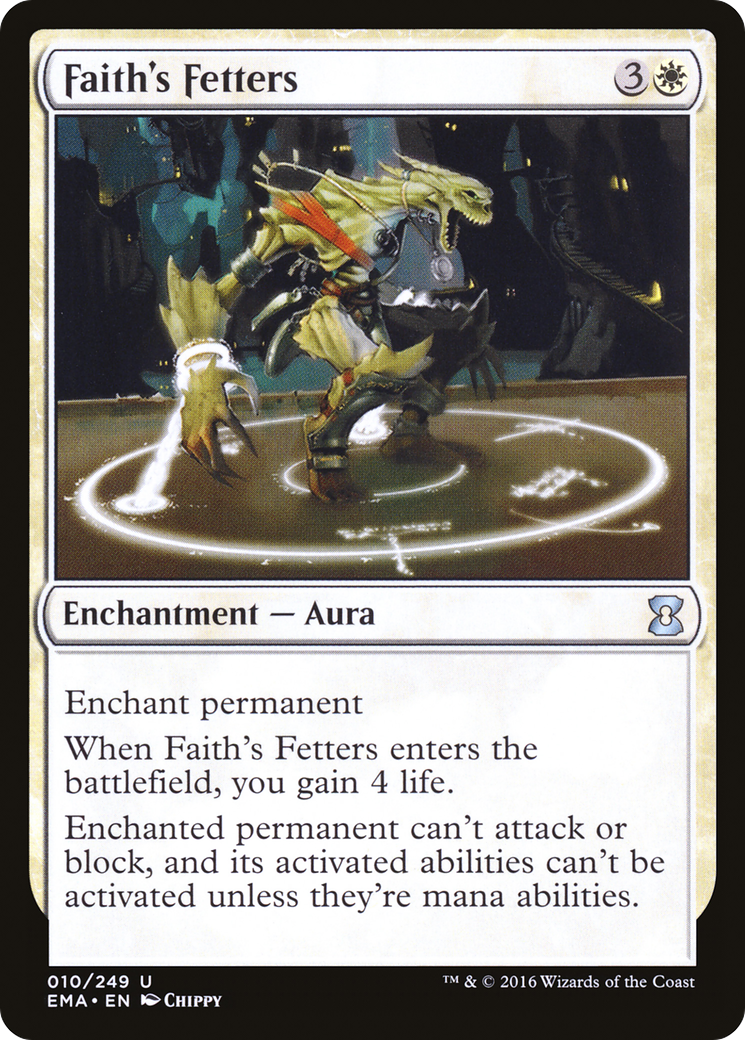 Faith's Fetters 3
Enchantment — Aura
Enchant permanent
When Faith's Fetters enters the
battlefield, you gain 4 life.
Enchanted permanent can't attack or
block, and its activated abilities can't be
activated unless they're mana abilities.
010/249 U
™ & © 2016 Wizards of the Coast
EMA • EN Chippy